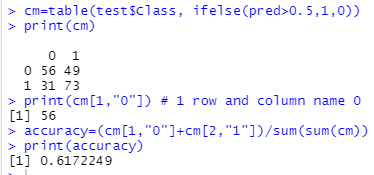 > cm=table(test$Class, ifelse(pred>0.5,1,0))
> print(cm)
0 1
0 56 49
1 31 73
> print(cm[1,"0"]) # 1 row and column name 0
[1] 56
> accuracy=(cm[1,"0"]+cm[2,"1"])/sum(sum(cm))
> print(accuracy)
[1] 0.6172249
>